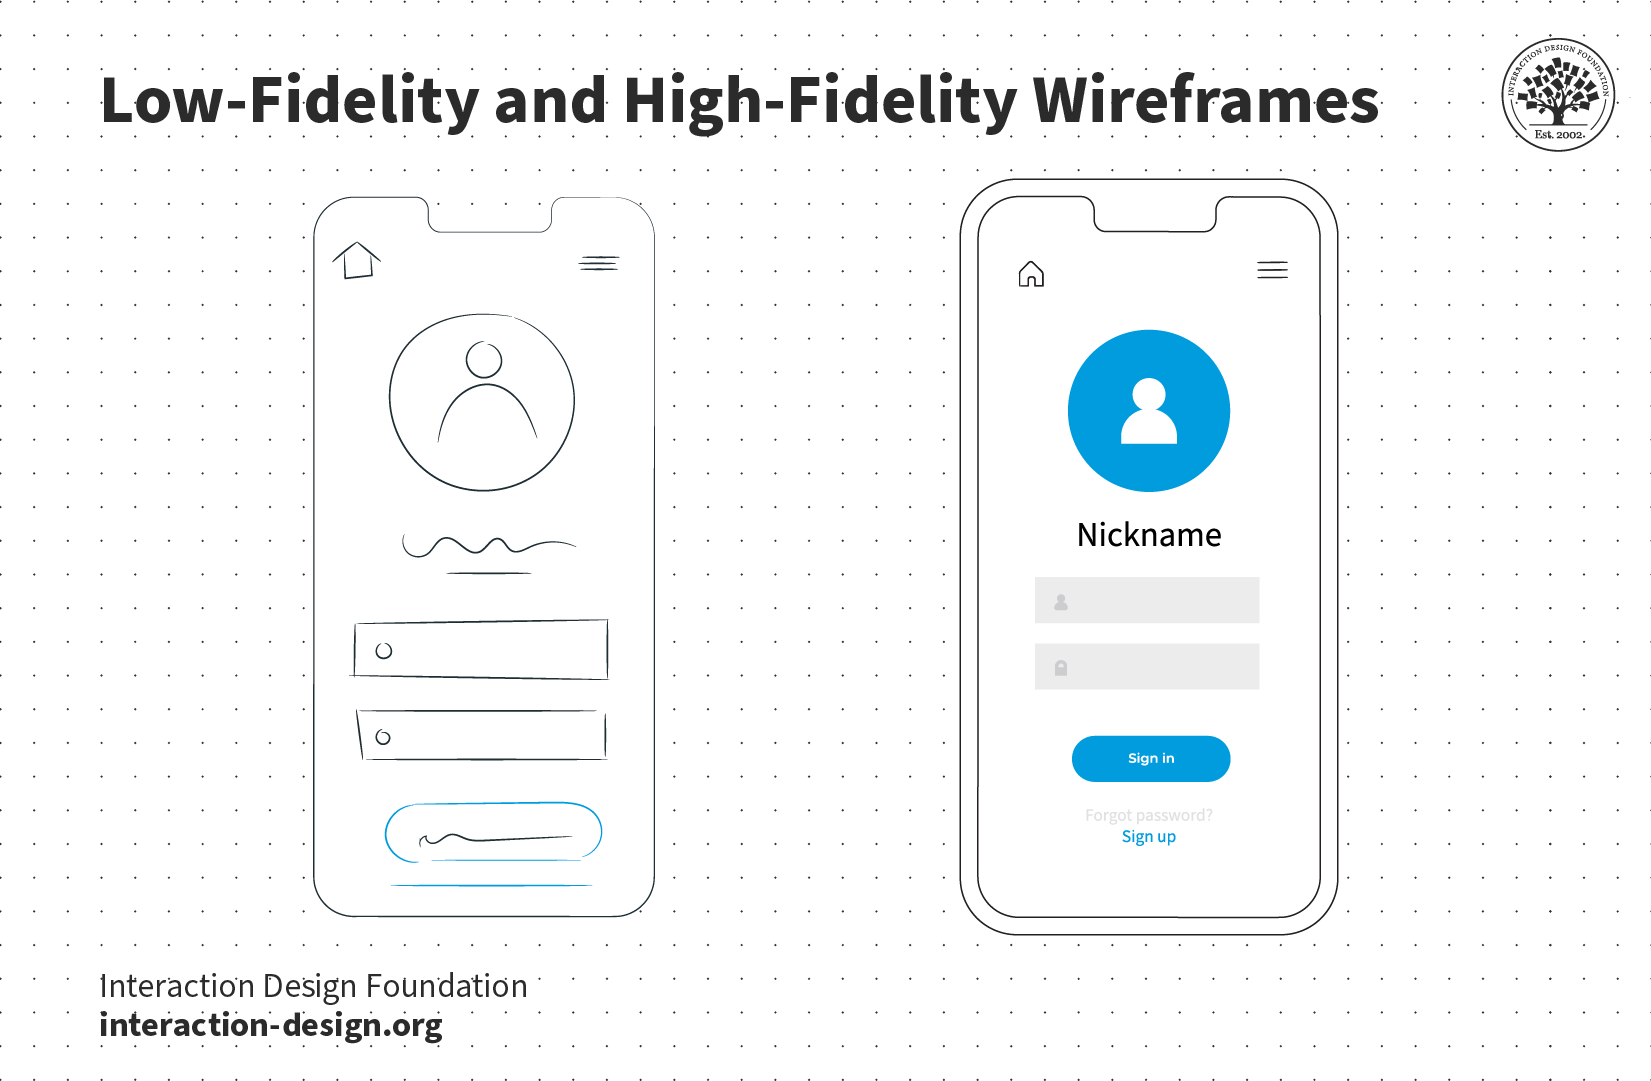 Low-Fidelity and High-Fidelity Wireframes
INTERACTION DESIGN FOUNDATION
Est. 2002
Nickname
Sign in
Forgot password?
Sign up
Interaction Design Foundation
interaction-design.org